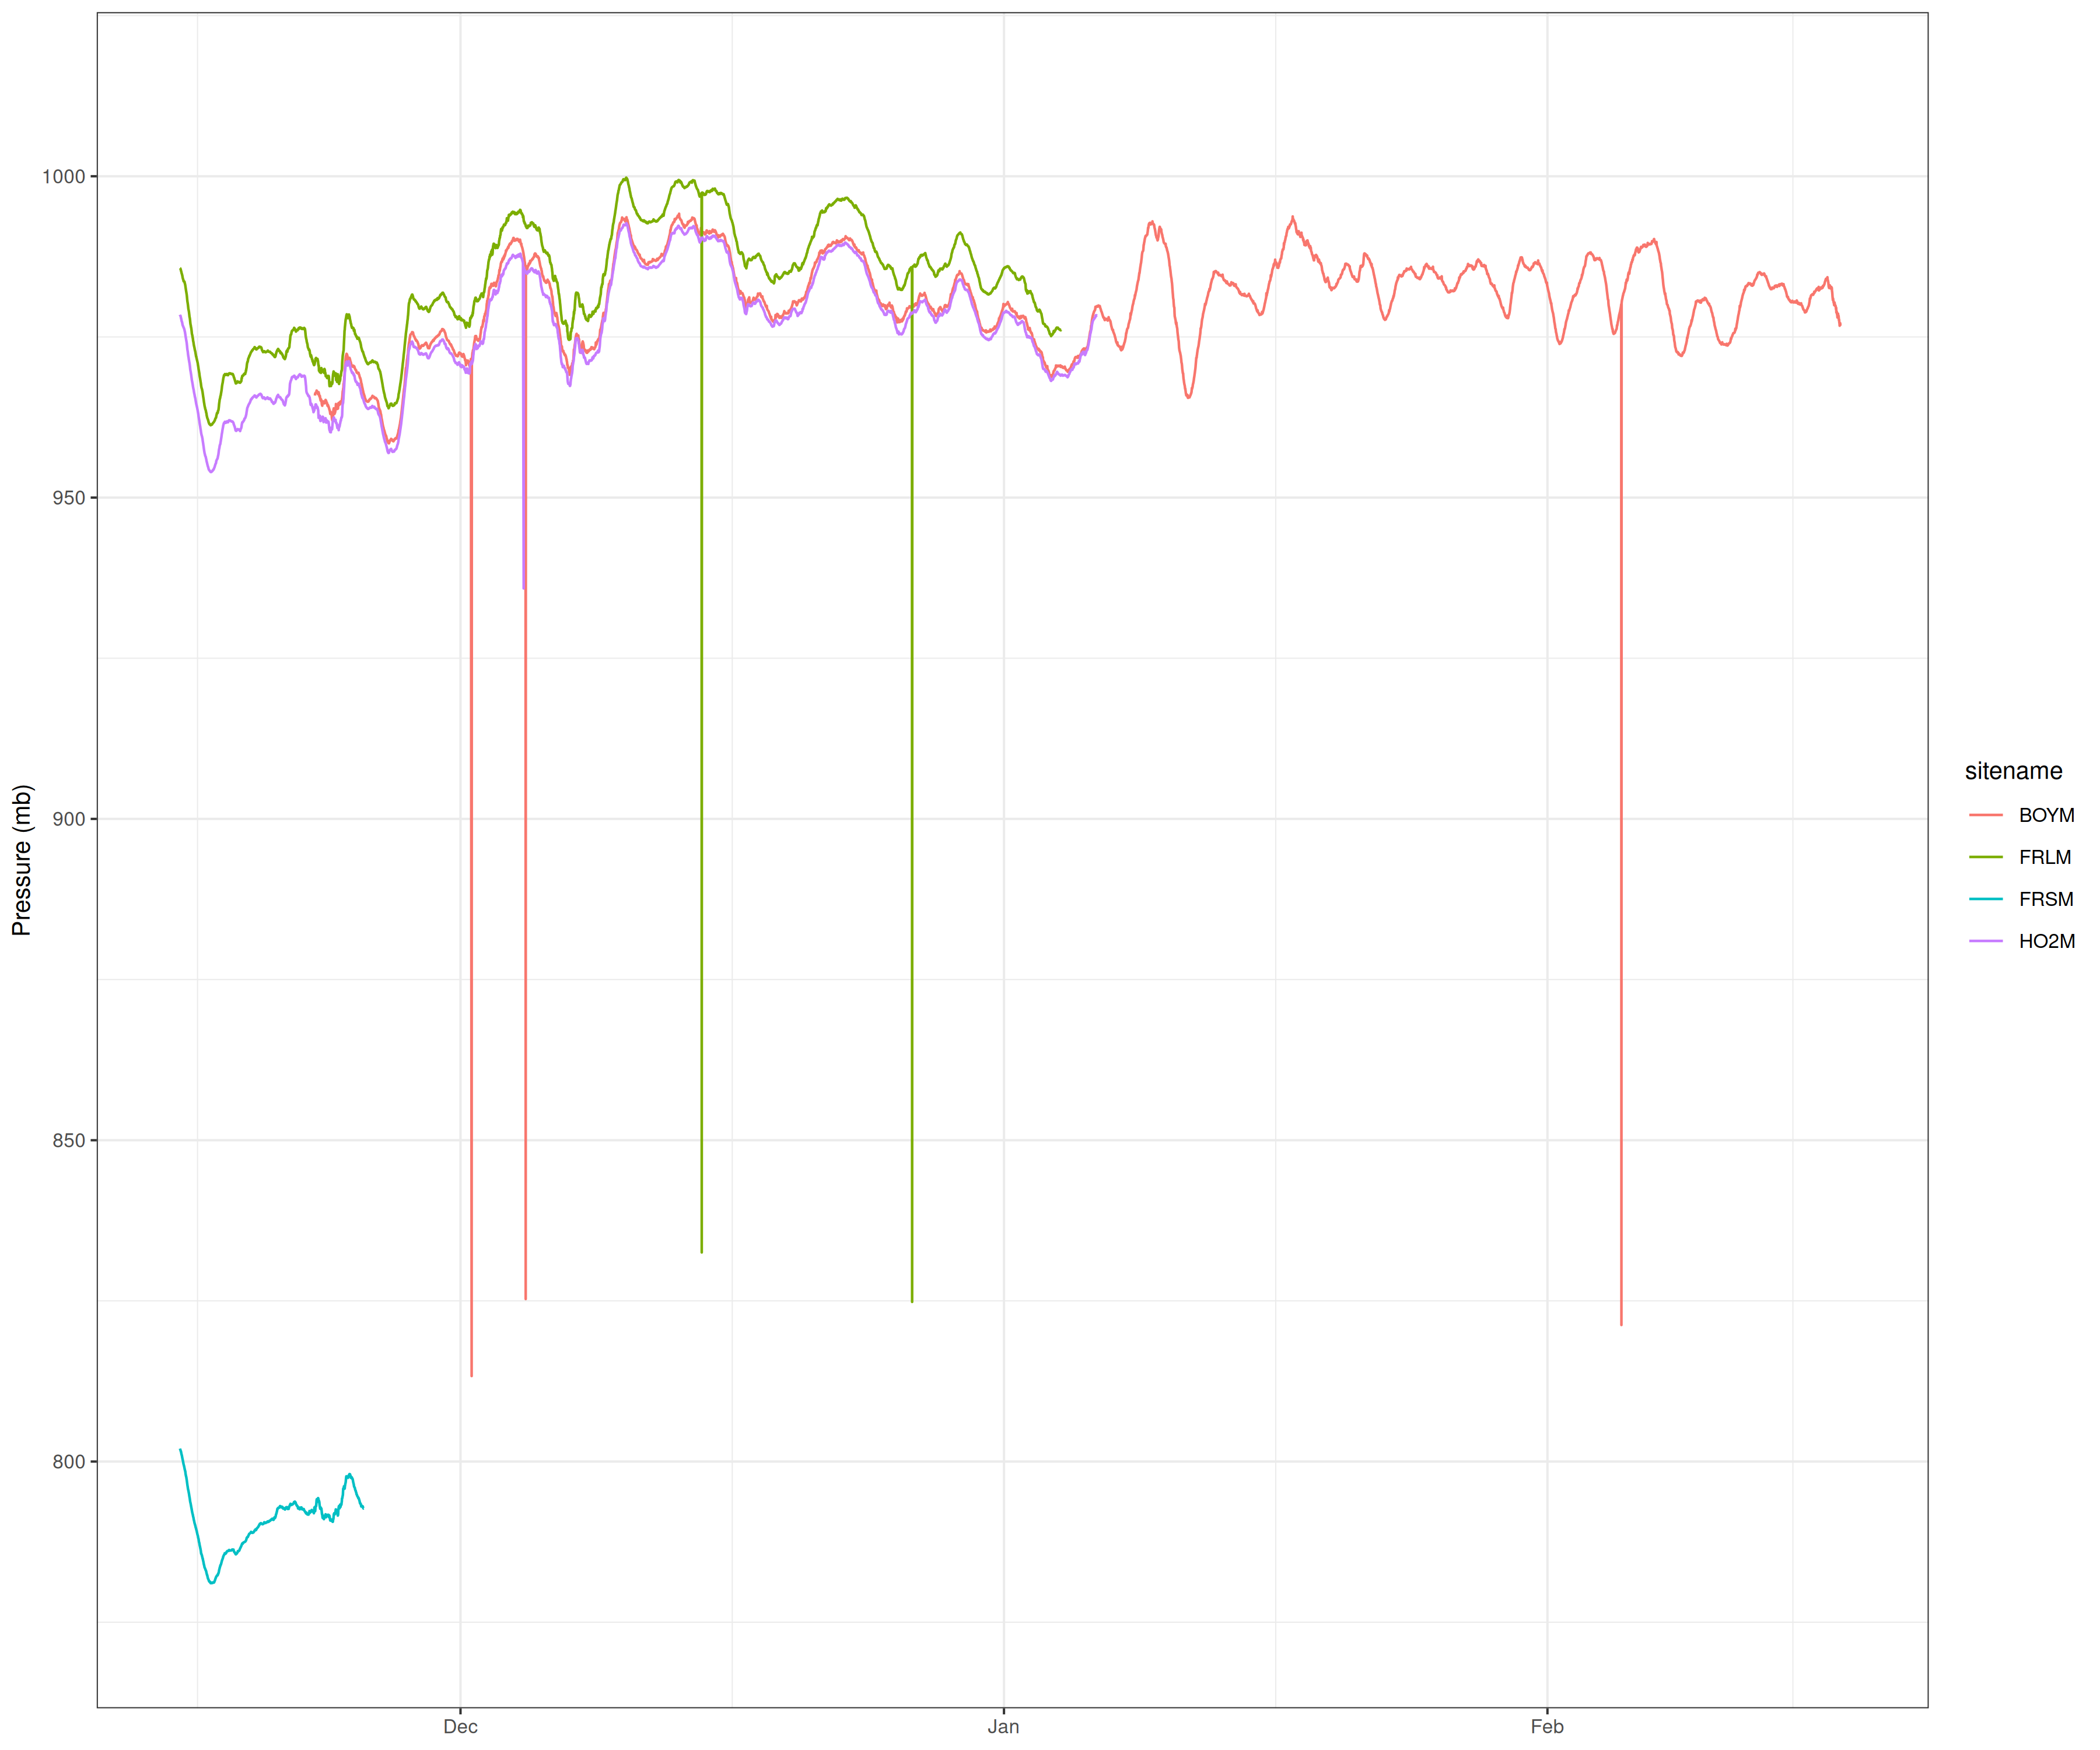 1000
950
900
850
800
Pressure (mb)
Dec
Jan
Feb
sitename
BOYM
FRLM
FRSM
HO2M